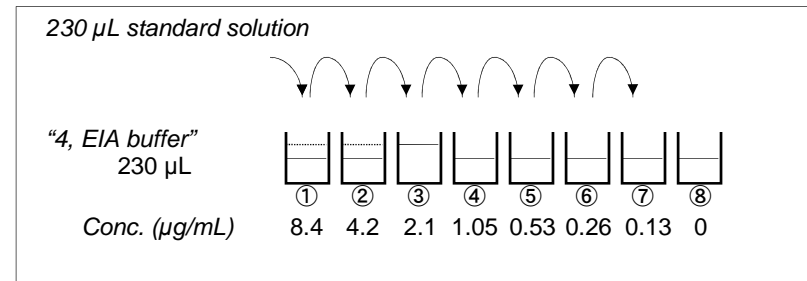 230 µL standard solution
“4, EIA buffer”
230 µL
① ② ③ ④ ⑤ ⑥ ⑦ ⑧
Conc. (µg/mL) 8.4 4.2 2.1 1.05 0.53 0.26 0.13 0